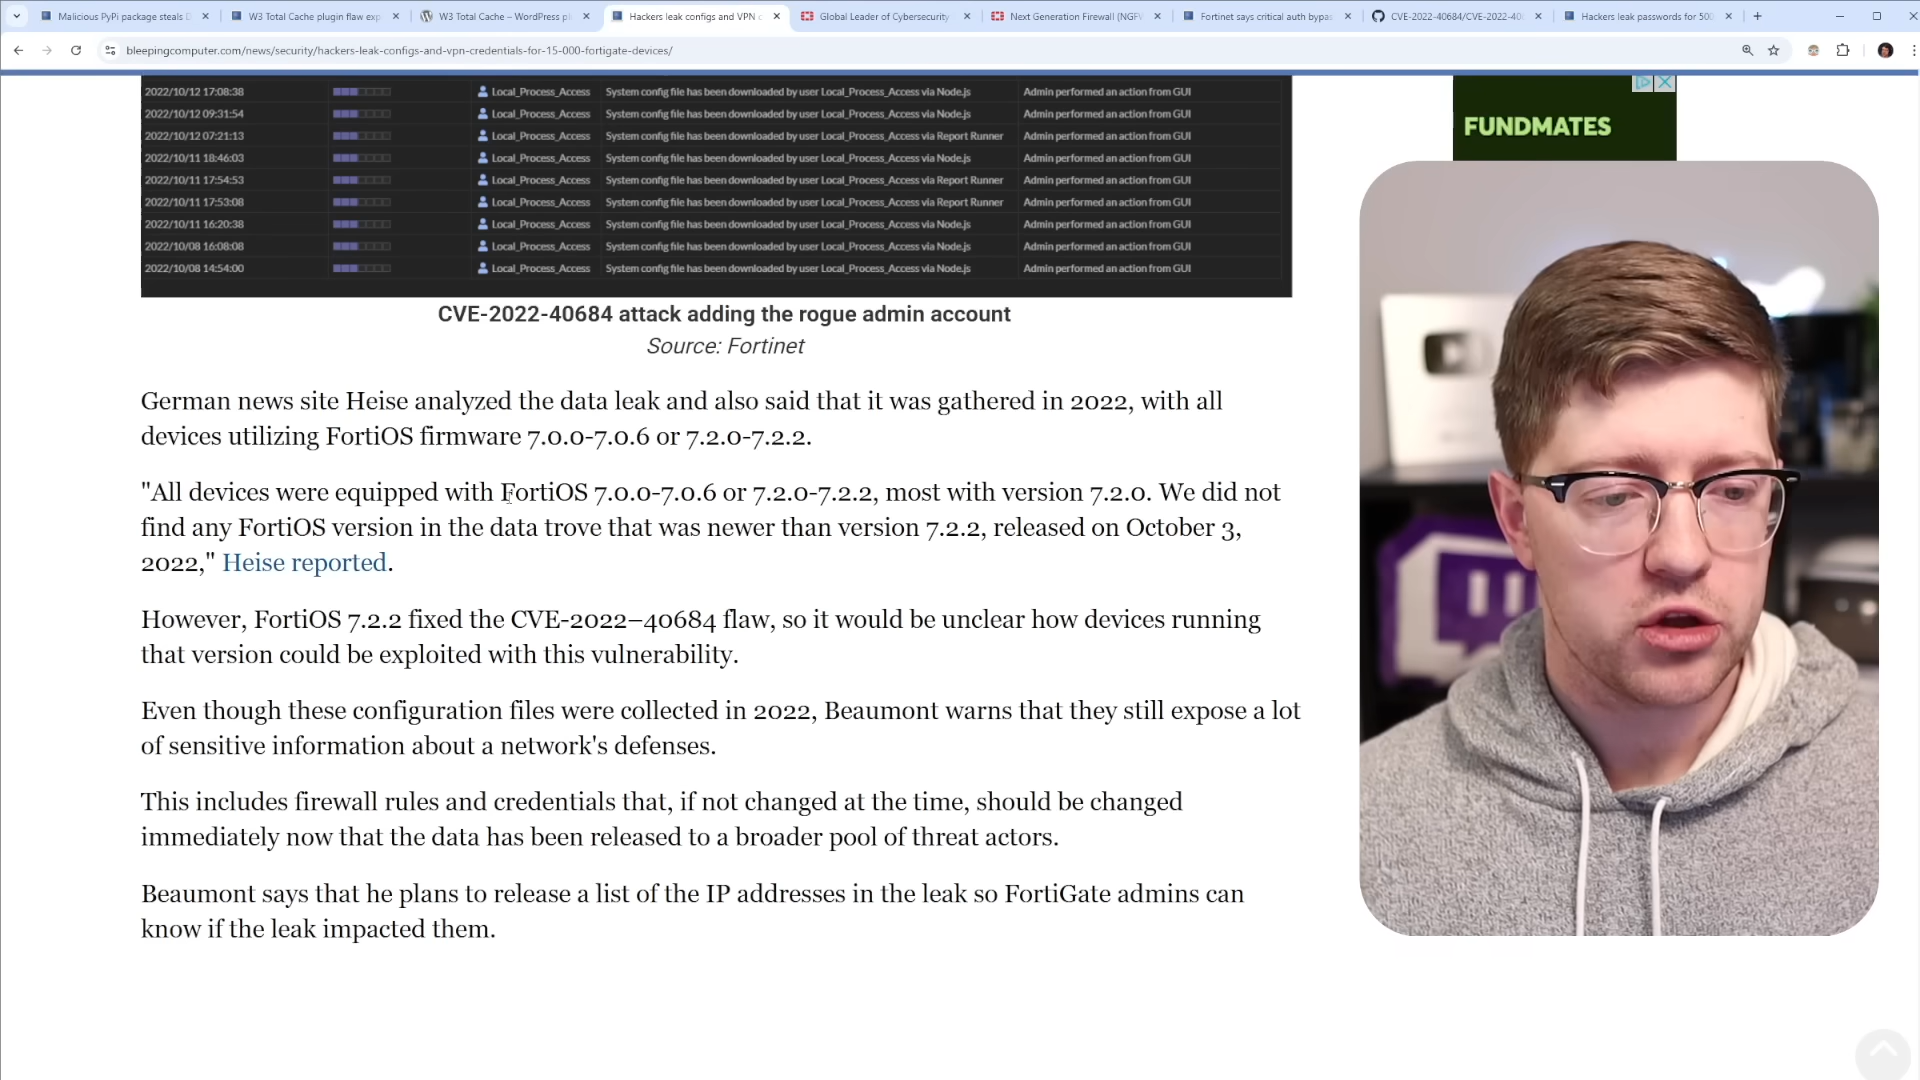 Malicious PyPi package steals D
W3 Total Cache plugin flaw exp
W3 Total Cache – WordPress pl
Hackers leak configs and VPN c
Global Leader of Cybersecurity
Next Generation Firewall (NGFV
Fortinet says critical auth bypas
CVE-2022-40684/CVE-2022-40
Hackers leak passwords for 500
bleepingcomputer.com/news/security/hackers-leak-configs-and-vpn-credentials-for-15-000-fortigate-devices/
2022/10/12 17:08:38 Local_Process_Access System config file has been downloaded by user Local_Process_Access via Node.js Admin performed an action from GUI
2022/10/12 09:31:54 Local_Process_Access System config file has been downloaded by user Local_Process_Access via Node.js Admin performed an action from GUI
2022/10/12 07:21:13 Local_Process_Access System config file has been downloaded by user Local_Process_Access via Report Runner Admin performed an action from GUI
2022/10/11 18:46:03 Local_Process_Access System config file has been downloaded by user Local_Process_Access via Node.js Admin performed an action from GUI
2022/10/11 17:54:53 Local_Process_Access System config file has been downloaded by user Local_Process_Access via Report Runner Admin performed an action from GUI
2022/10/11 17:53:08 Local_Process_Access System config file has been downloaded by user Local_Process_Access via Report Runner Admin performed an action from GUI
2022/10/11 16:20:38 Local_Process_Access System config file has been downloaded by user Local_Process_Access via Node.js Admin performed an action from GUI
2022/10/08 16:08:08 Local_Process_Access System config file has been downloaded by user Local_Process_Access via Node.js Admin performed an action from GUI
2022/10/08 14:54:00 Local_Process_Access System config file has been downloaded by user Local_Process_Access via Node.js Admin performed an action from GUI
FUNDMATES
CVE-2022-40684 attack adding the rogue admin account
Source: Fortinet
German news site Heise analyzed the data leak and also said that it was gathered in 2022, with all
devices utilizing FortiOS firmware 7.0.0-7.0.6 or 7.2.0-7.2.2.
"All devices were equipped with FortiOS 7.0.0-7.0.6 or 7.2.0-7.2.2, most with version 7.2.0. We did not
find any FortiOS version in the data trove that was newer than version 7.2.2, released on October 3,
2022," Heise reported.
However, FortiOS 7.2.2 fixed the CVE-2022–40684 flaw, so it would be unclear how devices running
that version could be exploited with this vulnerability.
Even though these configuration files were collected in 2022, Beaumont warns that they still expose a lot
of sensitive information about a network's defenses.
This includes firewall rules and credentials that, if not changed at the time, should be changed
immediately now that the data has been released to a broader pool of threat actors.
Beaumont says that he plans to release a list of the IP addresses in the leak so FortiGate admins can
know if the leak impacted them.